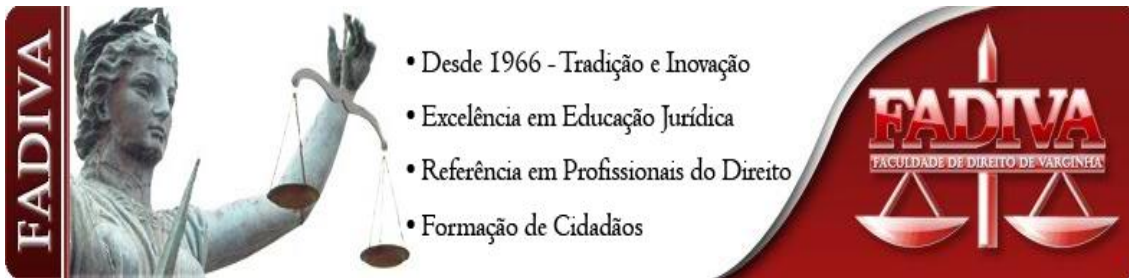 FADIVA
• Desde 1966 - Tradição e Inovação
• Excelência em Educação Jurídica
• Referência em Profissionais do Direito
• Formação de Cidadãos
FADIVA
FACULDADE DE DIREITO DE VARGINHA